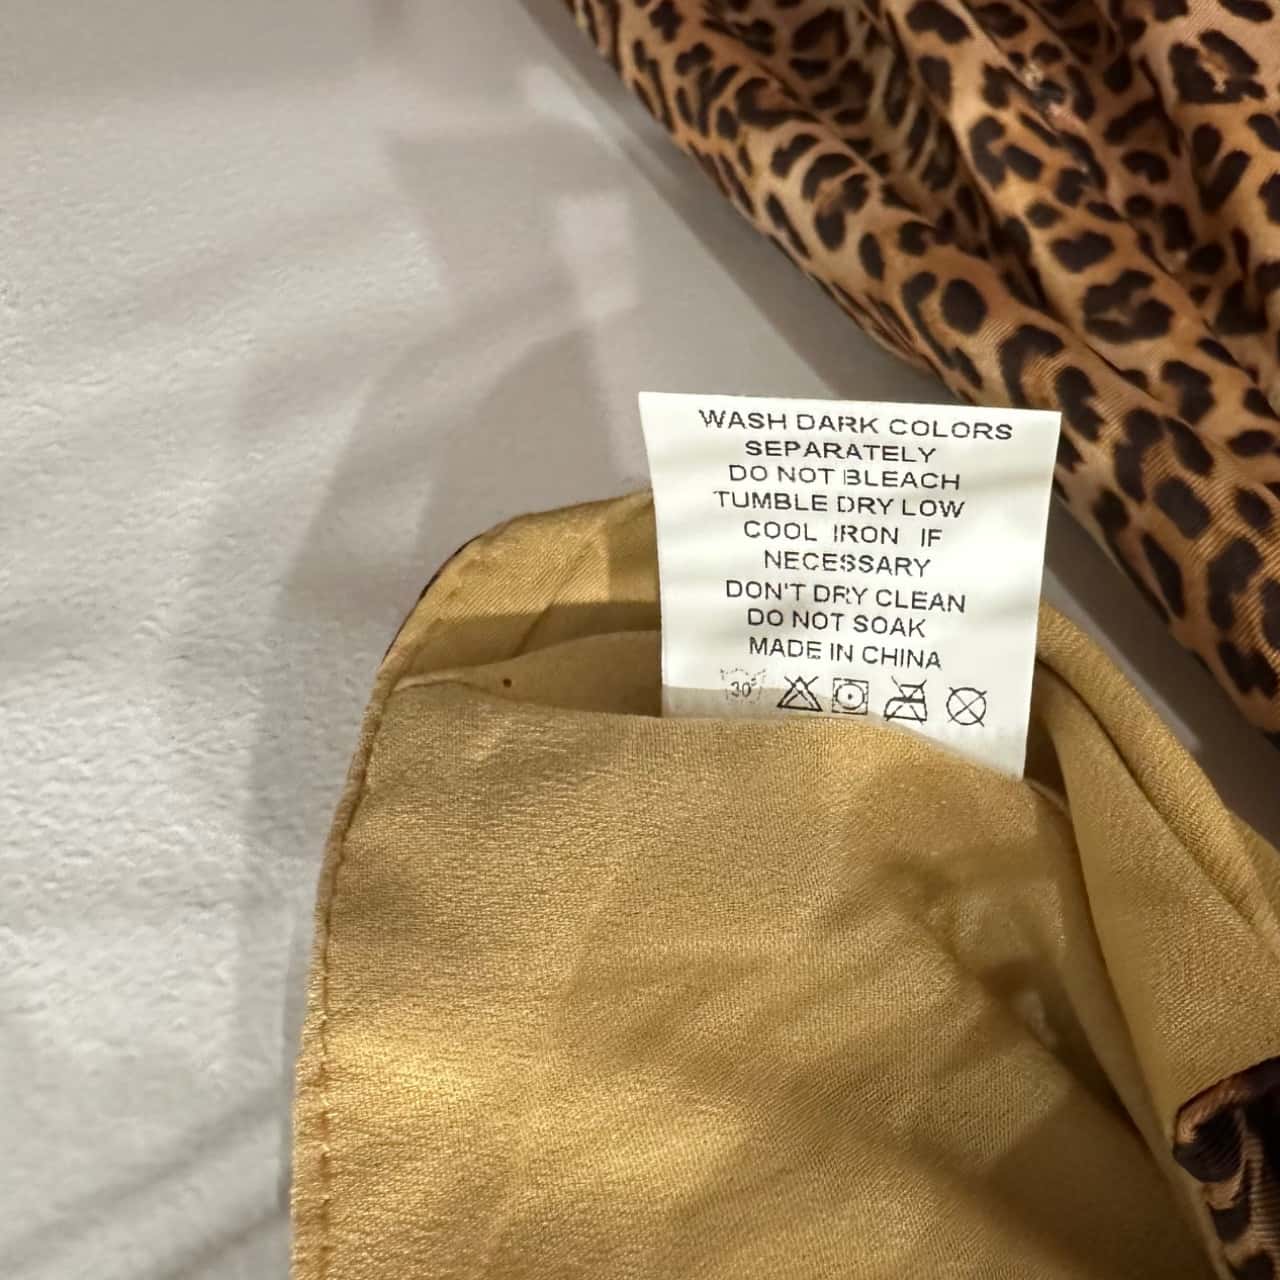 WASH DARK COLORS
SEPARATELY
DO NOT BLEACH
TUMBLE DRY LOW
COOL IRON IF
NECESSARY
DON'T DRY CLEAN
DO NOT SOAK
MADE IN CHINA
30°